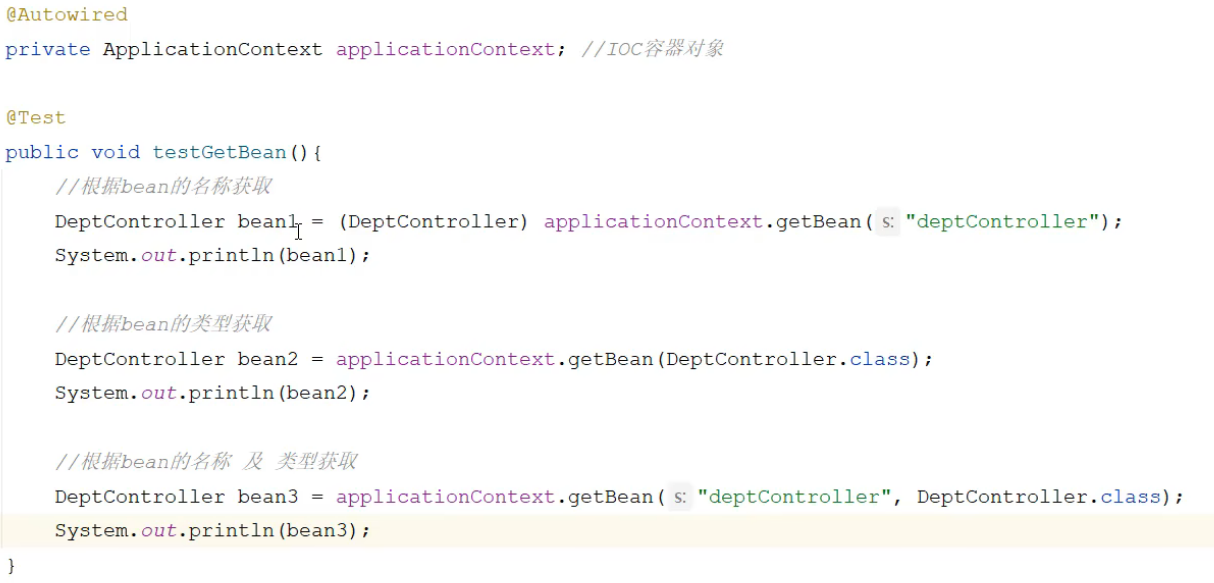 @Autowired
private ApplicationContext applicationContext; //IOC容器对象
@Test
public void testGetBean(){
//根据bean的名称获取
DeptController bean1 = (DeptController) applicationContext.getBean( s: "deptController");
System.out.println(bean1);
//根据bean的类型获取
DeptController bean2 = applicationContext.getBean(DeptController.class);
System.out.println(bean2);
//根据bean的名称 及 类型获取
DeptController bean3 = applicationContext.getBean( s: "deptController", DeptController.class);
System.out.println(bean3);
}